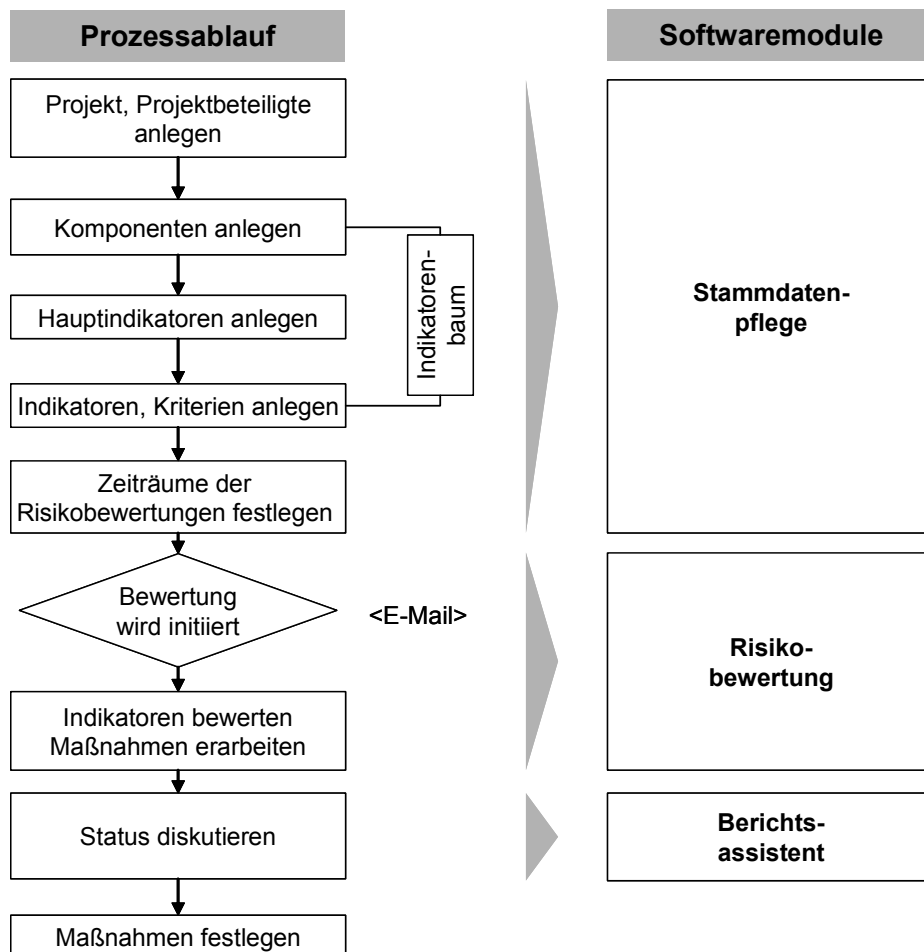 Prozessablauf
Softwaremodule
Projekt, Projektbeteiligte
anlegen
Komponenten anlegen
Hauptindikatoren anlegen
Indikatoren, Kriterien anlegen
Indikatoren-
baum
Zeiträume der
Risikobewertungen festlegen
Stammdaten-
pflege
Bewertung
wird initiiert
<E-Mail>
Indikatoren bewerten
Maßnahmen erarbeiten
Risiko-
bewertung
Status diskutieren
Berichts-
assistent
Maßnahmen festlegen